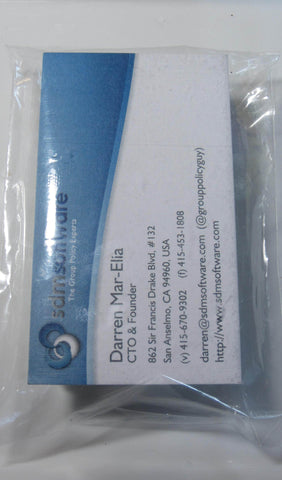 sdmsoftware
The Group Policy Experts
Darren Mar-Elia
CTO & Founder
862 Sir Francis Drake Blvd, #132
San Anselmo, CA 94960, USA
(v) 415-670-9302 (f) 415-453-1808
darren@sdmsoftware.com (@grouppolicyguy)
http://www.sdmsoftware.com